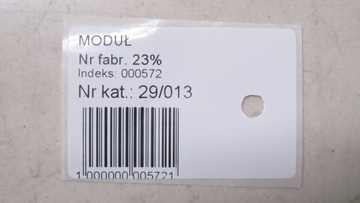 MODUŁ
Nr fabr. 23%
Indeks: 000572
Nr kat.: 29/013
1 000000 005721